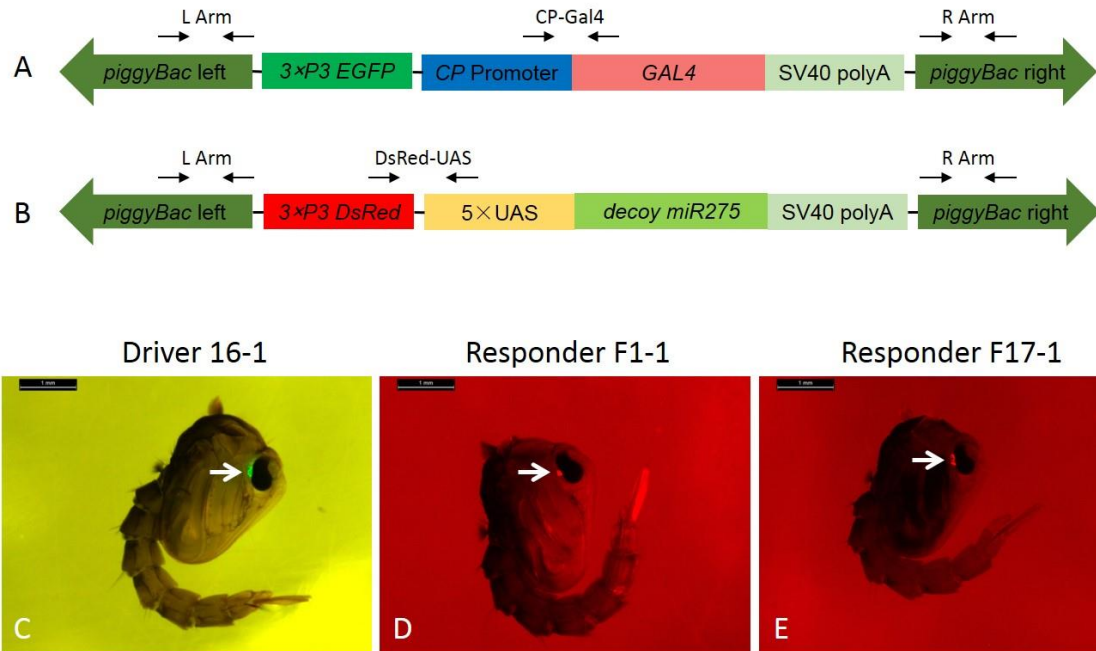 L Arm CP-Gal4 R Arm
A piggyBac left 3×P3 EGFP CP Promoter GAL4 SV40 polyA piggyBac right
L Arm DsRed-UAS R Arm
B piggyBac left 3×P3 DsRed 5×UAS decoy miR275 SV40 polyA piggyBac right
Driver 16-1 Responder F1-1 Responder F17-1
1 mm 1 mm 1 mm
C D E